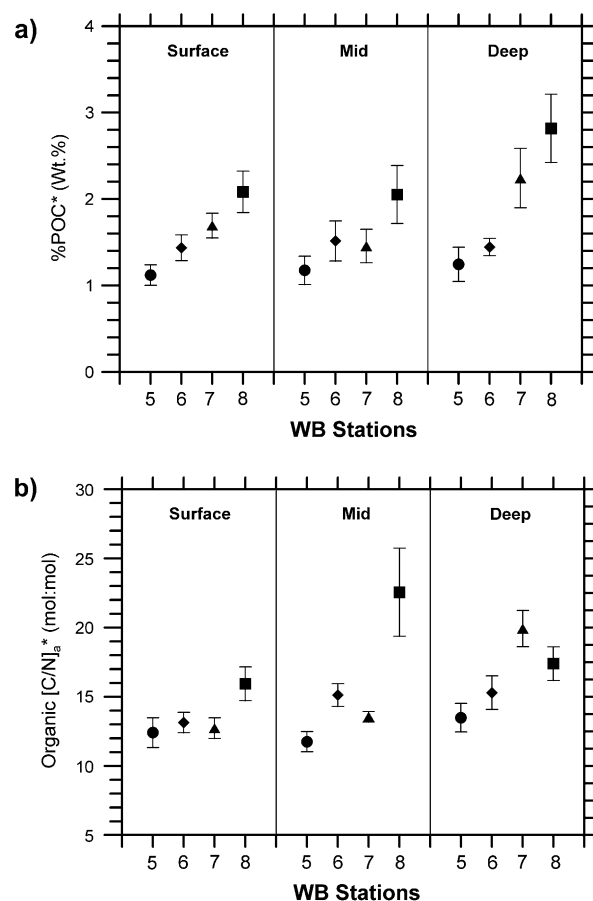 a)
4
3
2
1
0
%POC* (Wt.%)
Surface Mid Deep
5 6 7 8 5 6 7 8 5 6 7 8
WB Stations
b)
30
25
20
15
10
5
Organic [C/N]a* (mol:mol)
Surface Mid Deep
5 6 7 8 5 6 7 8 5 6 7 8
WB Stations